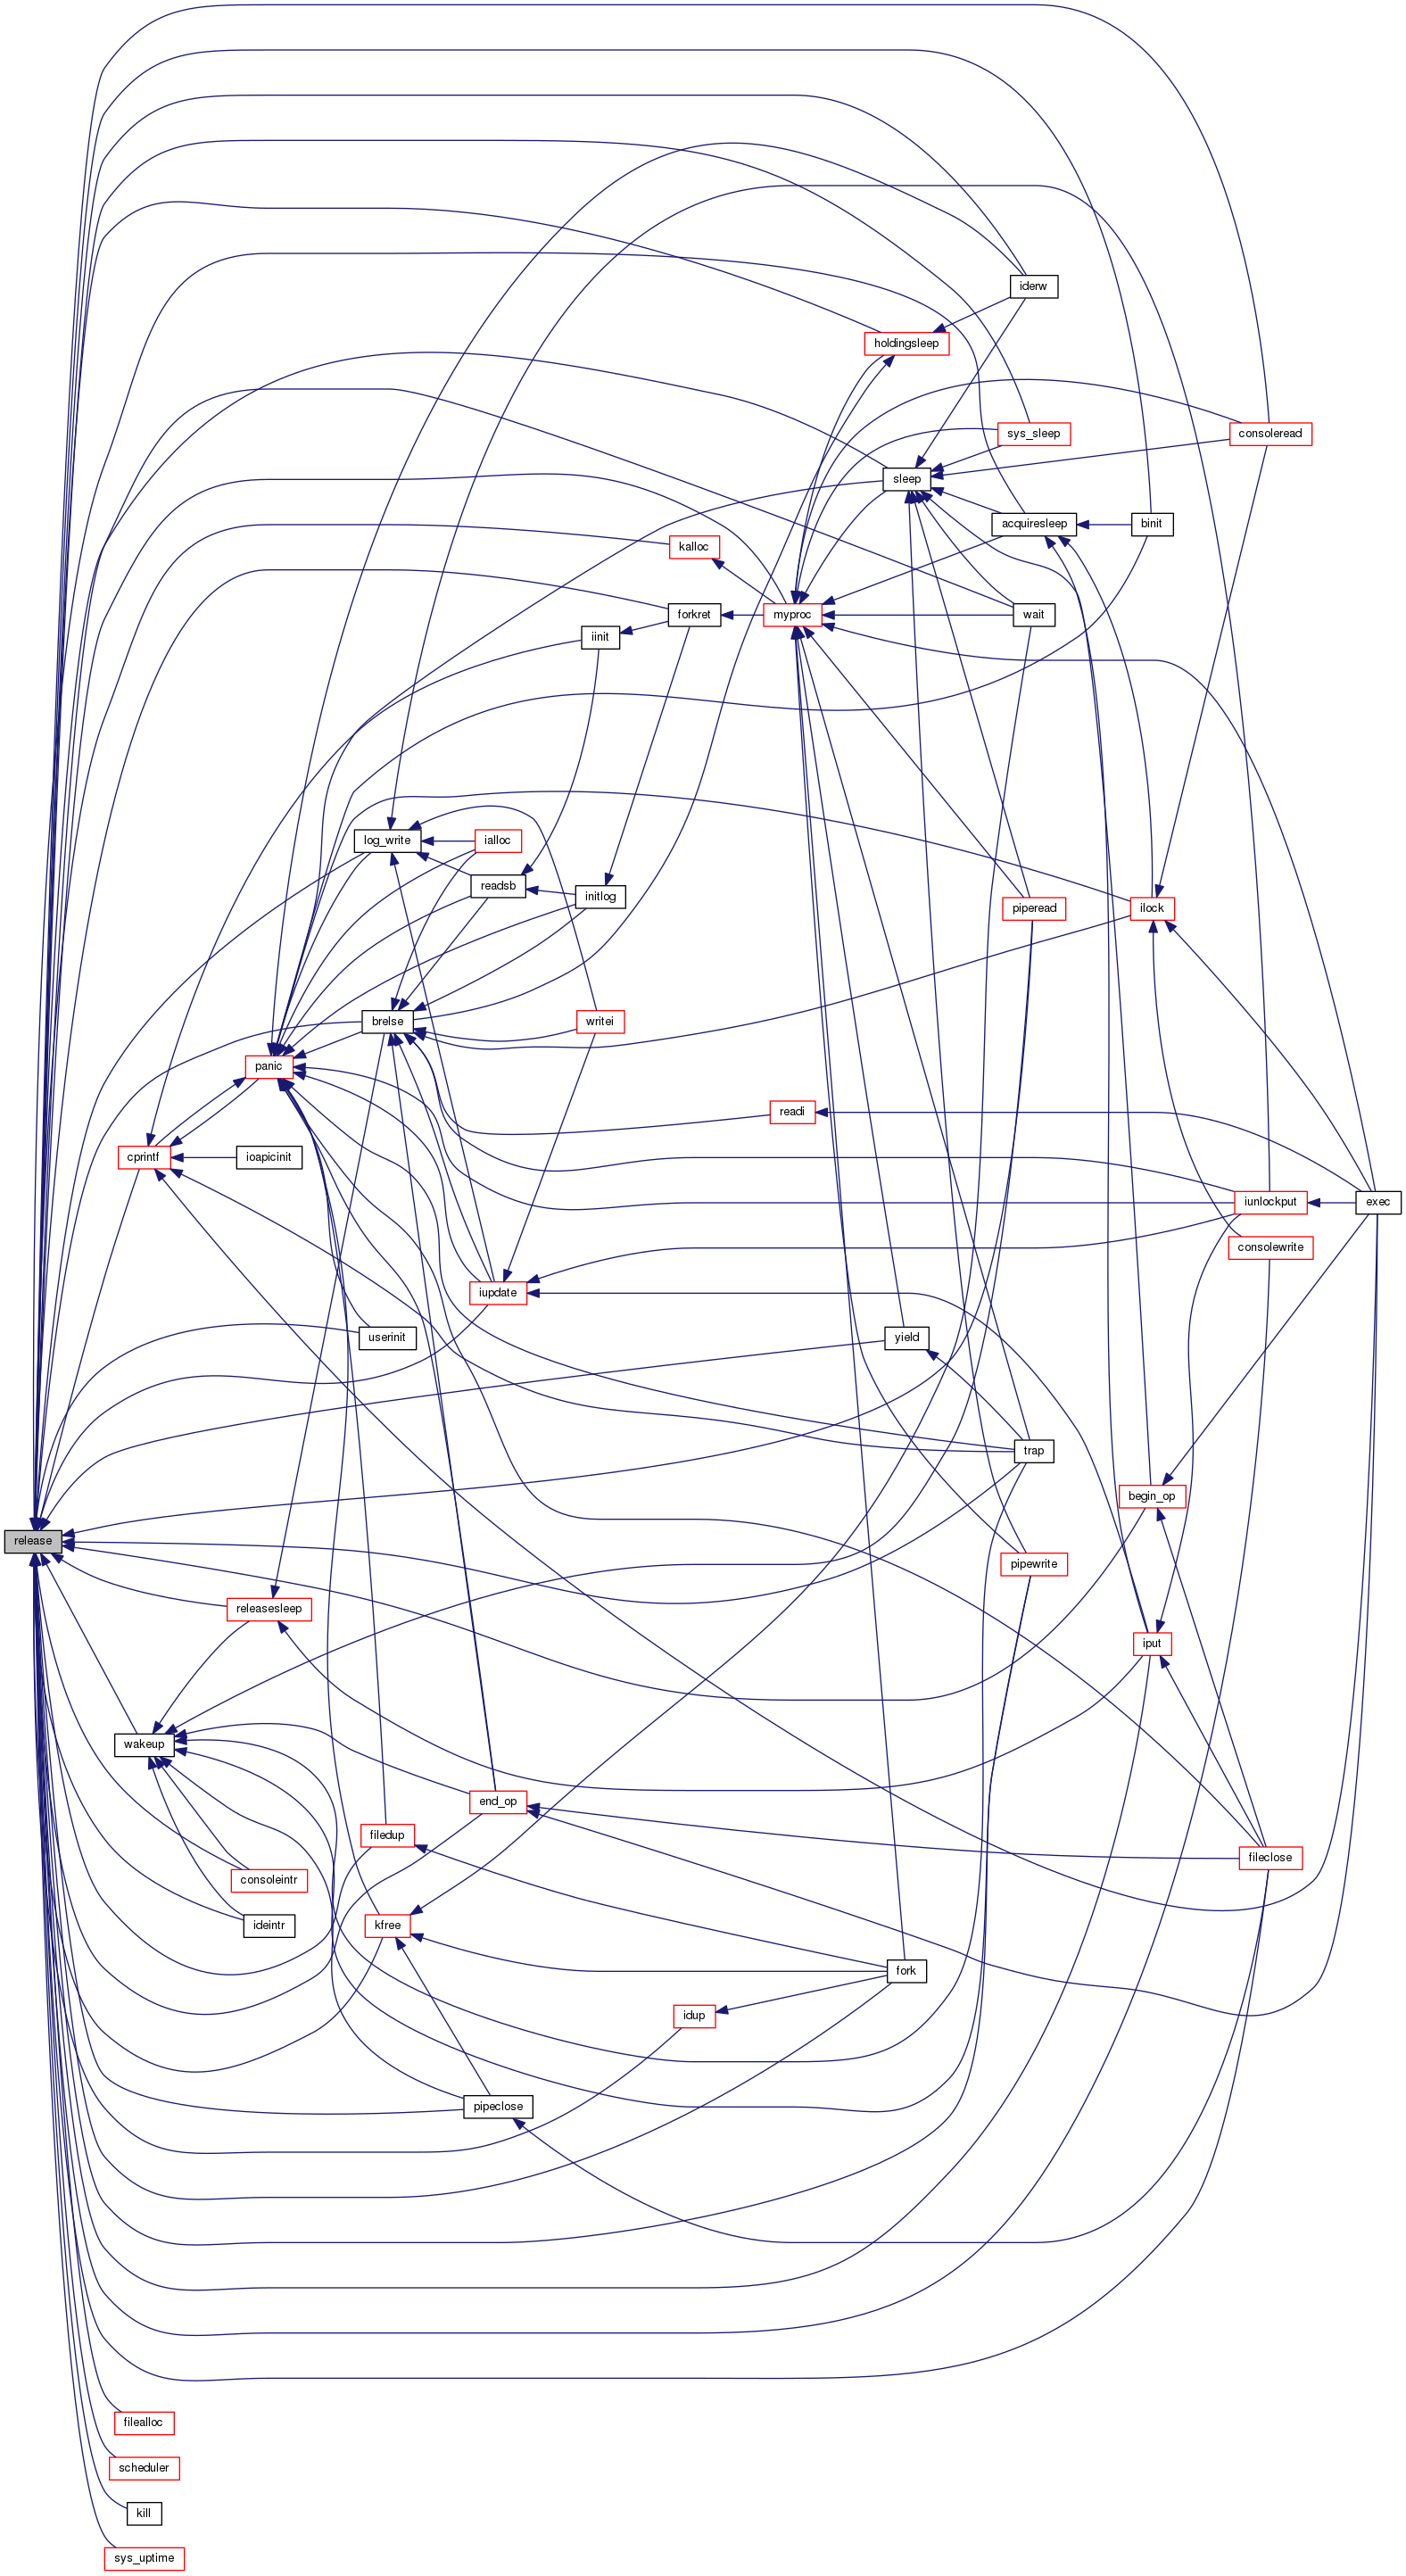 iderw
holdingsleep
sys_sleep
consoleread
sleep
acquiresleep
binit
kalloc
myproc
wait
forkret
iinit
log_write
ialloc
readsb
initlog
piperead
ilock
brelse
writei
panic
readi
cprintf
ioapicinit
iunlockput
exec
consolewrite
iupdate
userinit
yield
trap
begin_op
release
pipewrite
releasesleep
iput
wakeup
end_op
filedup
fileclose
consoleintr
kfree
ideintr
fork
idup
pipeclose
filealloc
scheduler
kill
sys_uptime